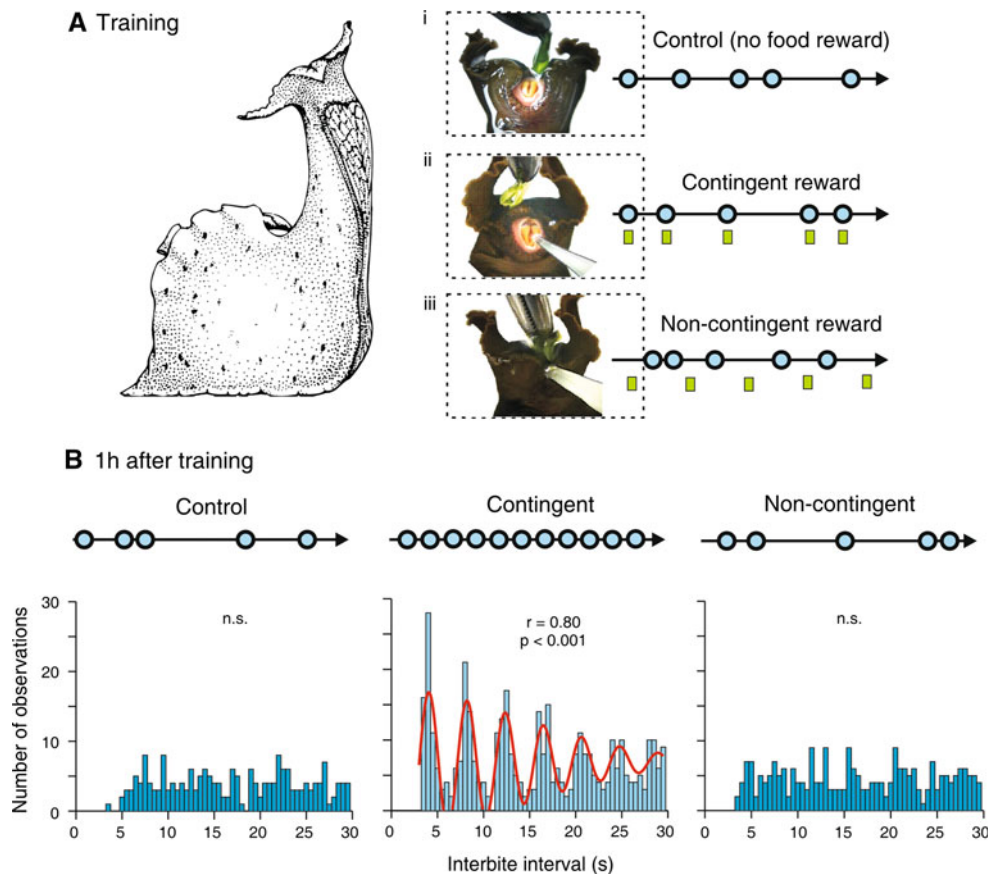 A Training
i
Control (no food reward)
ii
Contingent reward
iii
Non-contingent reward
B 1h after training
Control
Contingent
Non-contingent
Number of observations
30
20
10
0
n.s.
0 5 10 15 20 25 30
r = 0.80
p < 0.001
0 5 10 15 20 25 30
n.s.
0 5 10 15 20 25 30
Interbite interval (s)